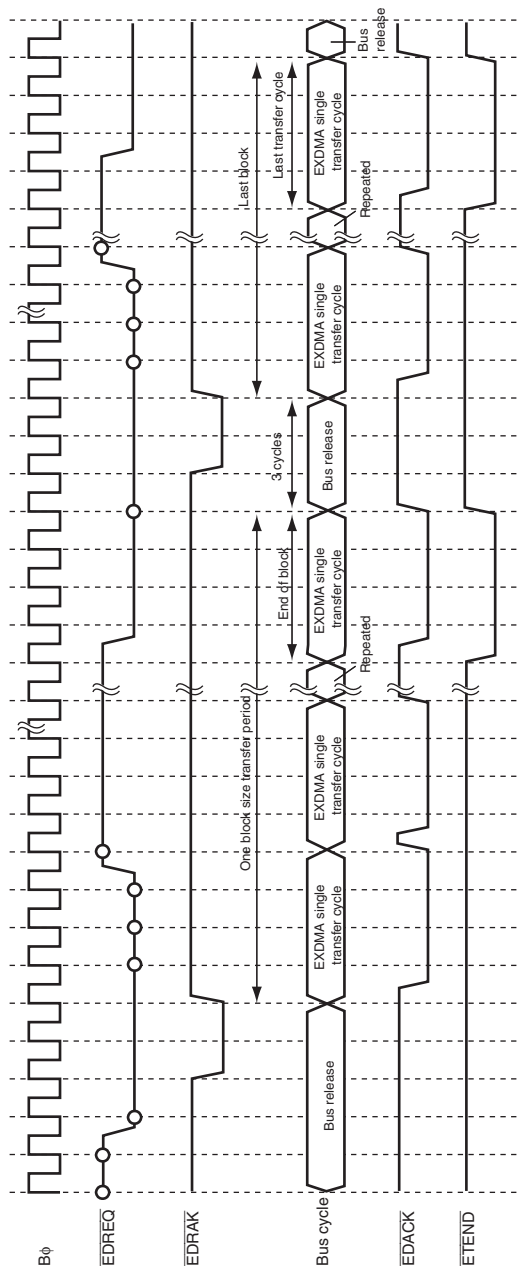 Bφ
EDREQ
EDRAK
One block size transfer period
End of block
3 cycles
Last block
Last transfer cycle
Bus cycle
Bus release
EXDMA single
transfer cycle
EXDMA single
transfer cycle
Repeated
EXDMA single
transfer cycle
Bus release
EXDMA single
transfer cycle
Repeated
EXDMA single
transfer cycle
Bus
release
EDACK
ETEND